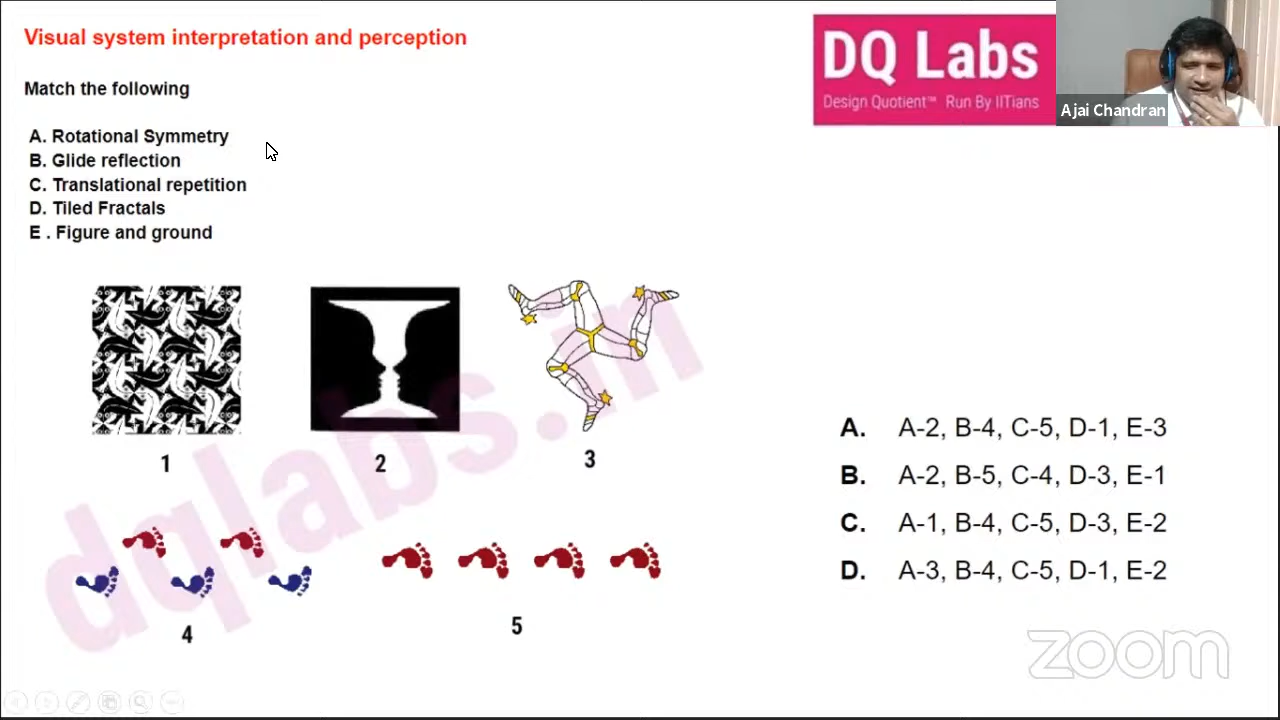 Visual system interpretation and perception
DQ Labs
Design Quotient™ Run By IITians
Ajai Chandran
Match the following
A. Rotational Symmetry
B. Glide reflection
C. Translational repetition
D. Tiled Fractals
E . Figure and ground
1
2
3
4
5
A. A-2, B-4, C-5, D-1, E-3
B. A-2, B-5, C-4, D-3, E-1
C. A-1, B-4, C-5, D-3, E-2
D. A-3, B-4, C-5, D-1, E-2
dqlabs.in
zoom